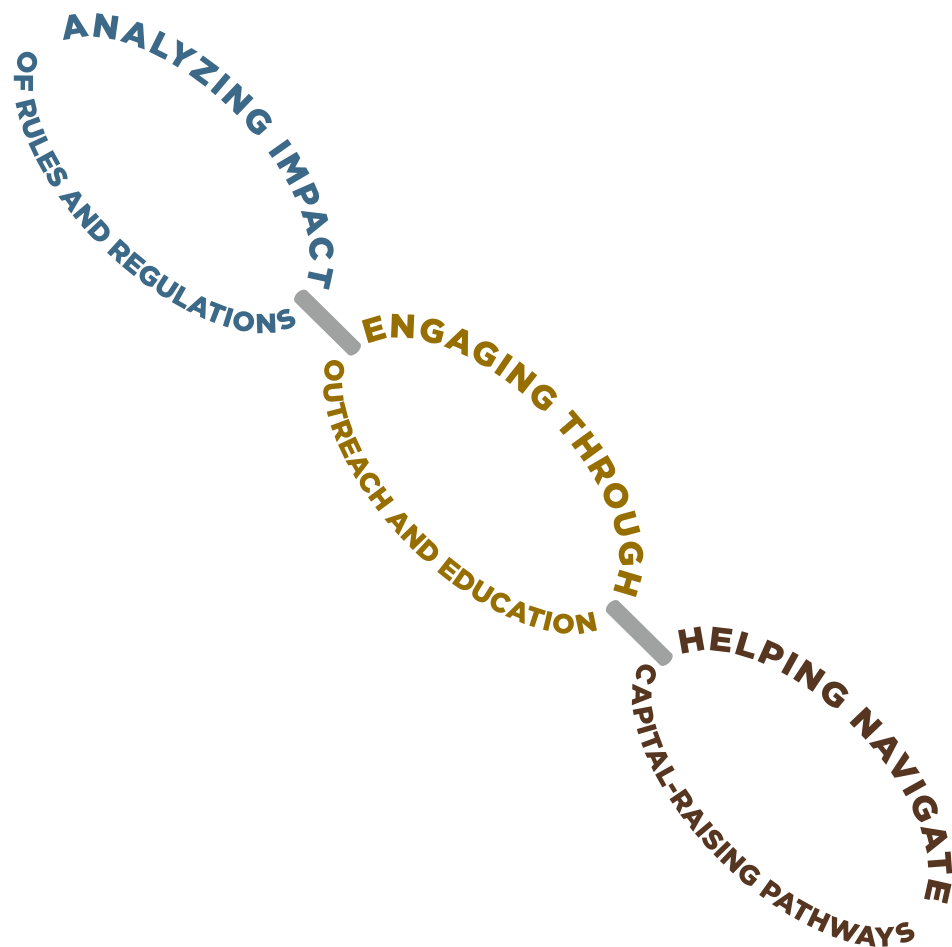 ANALYZING IMPACT
OF RULES AND REGULATIONS
ENGAGING THROUGH
OUTREACH AND EDUCATION
HELPING NAVIGATE
CAPITAL-RAISING PATHWAYS